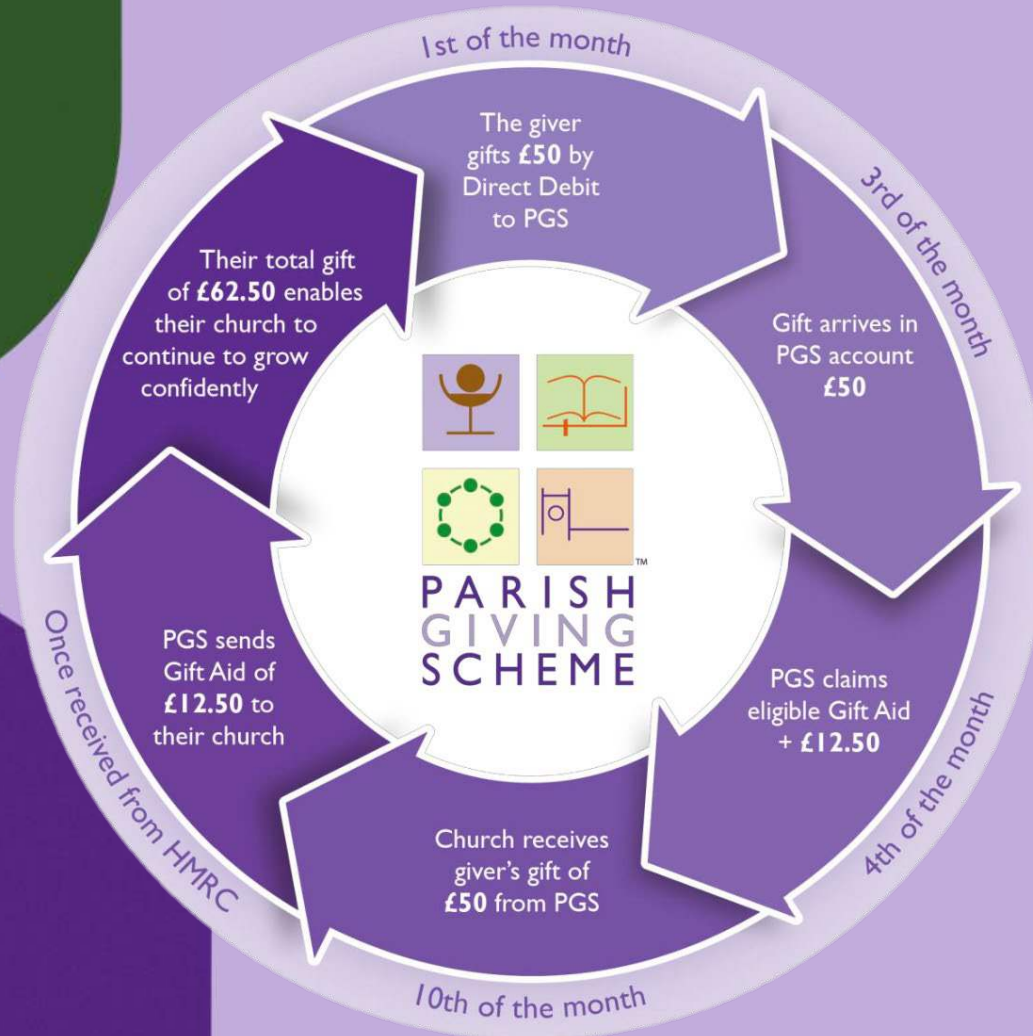 1st of the month
The giver
gifts £50 by
Direct Debit
to PGS
3rd of the month
Gift arrives in
PGS account
£50
4th of the month
PGS claims
eligible Gift Aid
+ £12.50
10th of the month
Church receives
giver's gift of
£50 from PGS
Once received from HMRC
PGS sends
Gift Aid of
£12.50 to
their church
Their total gift
of £62.50 enables
their church to
continue to grow
confidently
TM
PARISH
GIVING
SCHEME